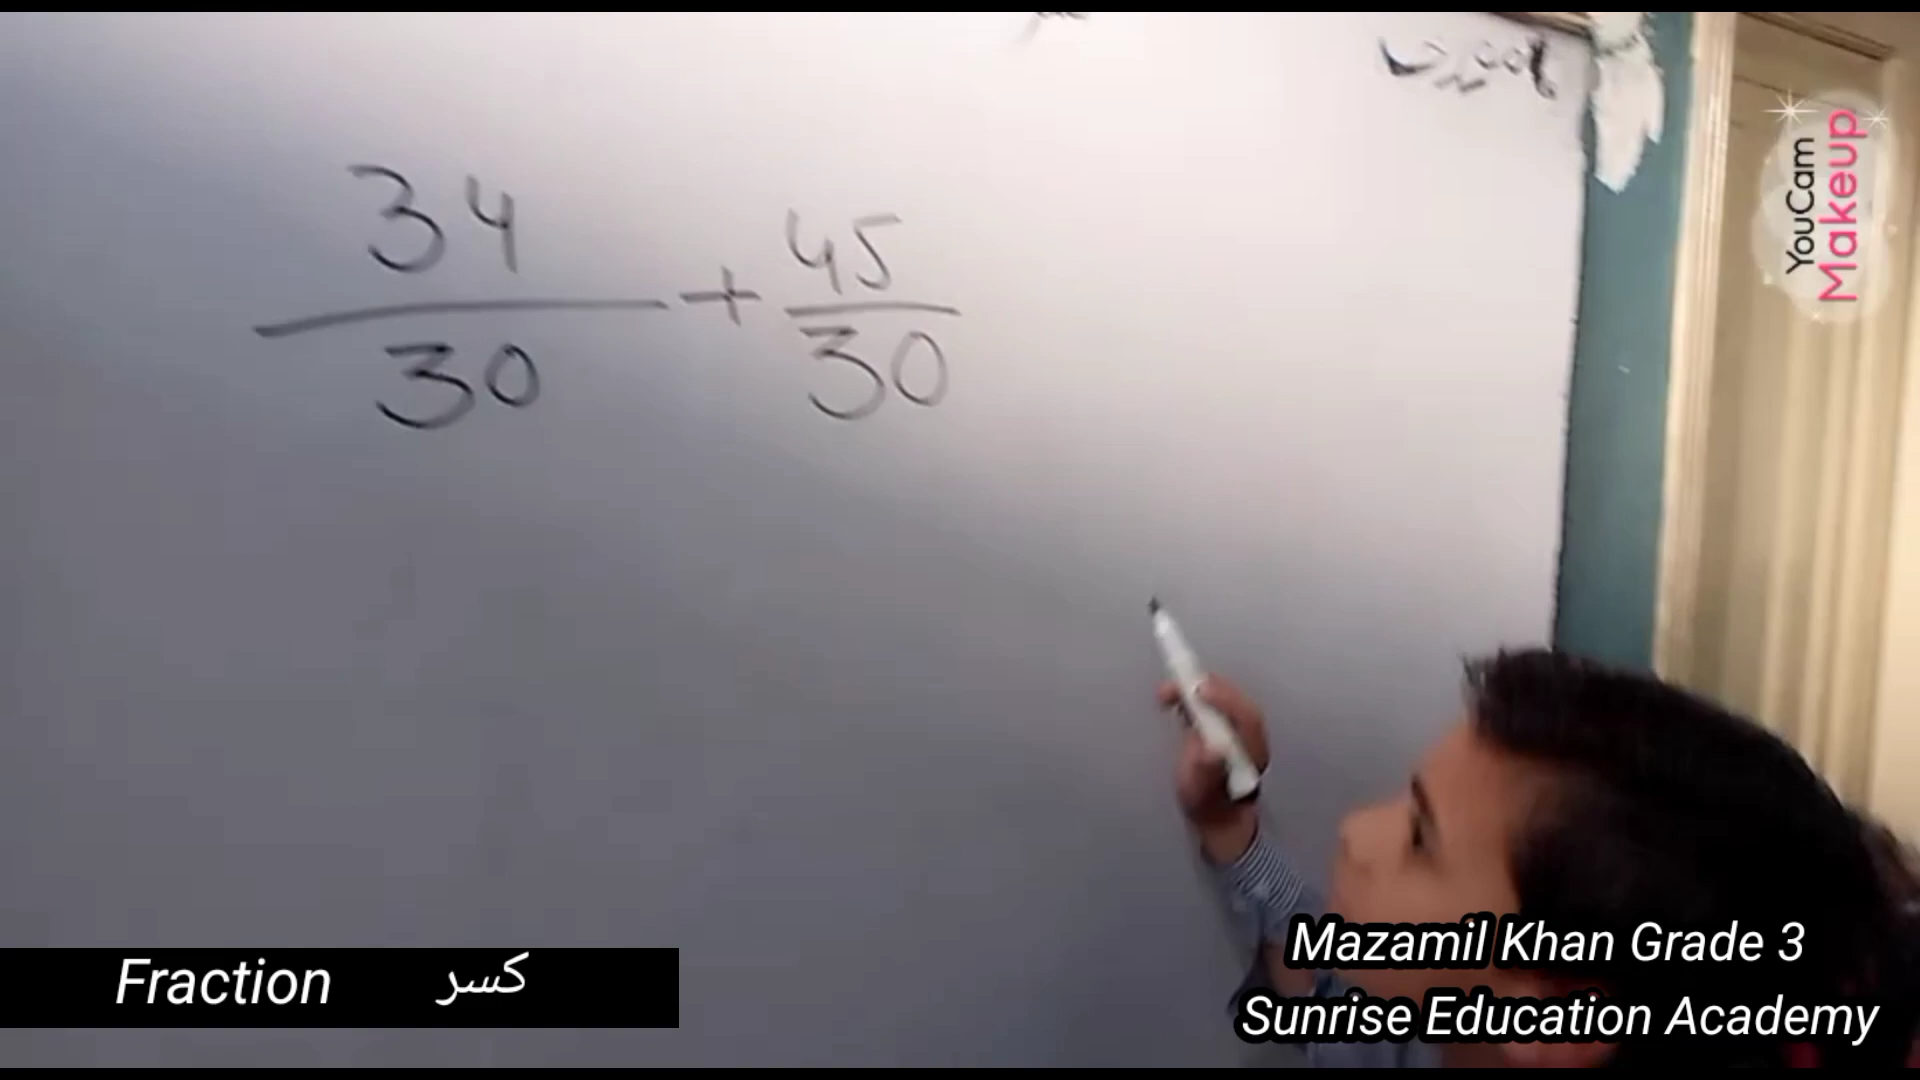 34 + 45
30 30
YouCam
Makeup
Fraction کسر
Mazamil Khan Grade 3
Sunrise Education Academy